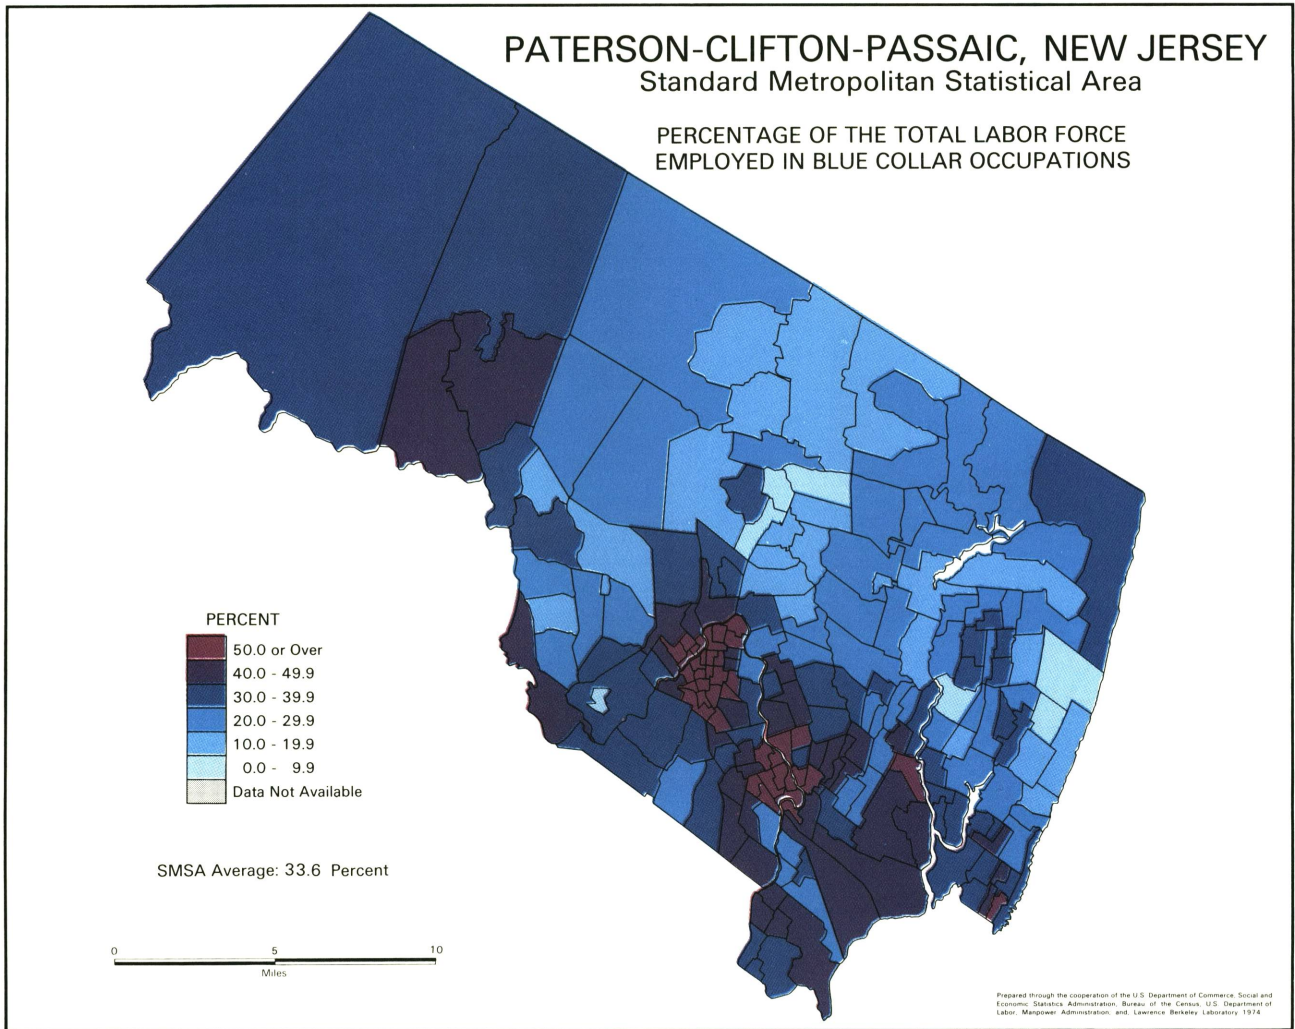 PATERSON-CLIFTON-PASSAIC, NEW JERSEY
Standard Metropolitan Statistical Area
PERCENTAGE OF THE TOTAL LABOR FORCE
EMPLOYED IN BLUE COLLAR OCCUPATIONS
PERCENT
50.0 or Over
40.0 - 49.9
30.0 - 39.9
20.0 - 29.9
10.0 - 19.9
0.0 - 9.9
Data Not Available
SMSA Average: 33.6 Percent
0 5 10
Miles
Prepared through the cooperation of the U.S. Department of Commerce, Social and
Economic Statistics Administration, Bureau of the Census, U.S. Department of
Labor, Manpower Administration, and, Lawrence Berkeley Laboratory 1974